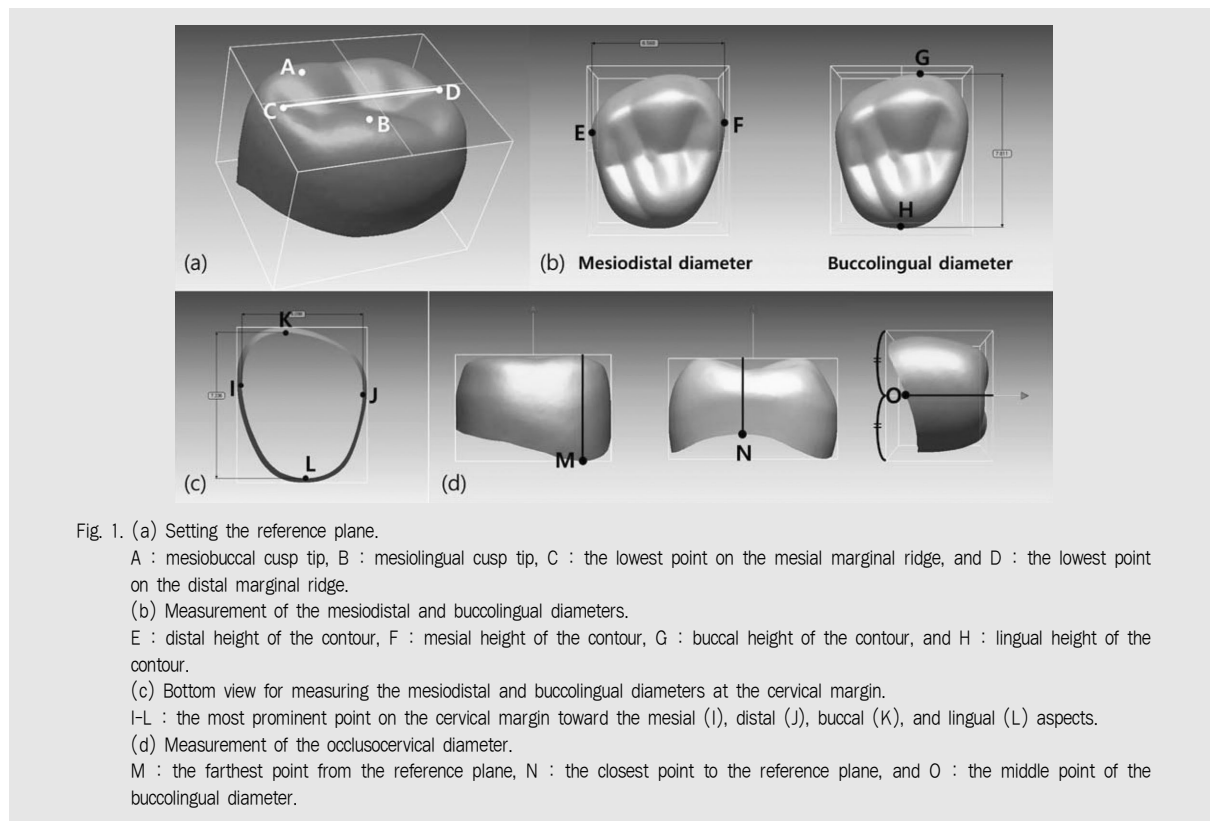 A
C
D
B
(a)
E
F
G
H
(b) Mesiodistal diameter
Buccolingual diameter
K
I
J
L
(c)
M
N
O
(d)
Fig. 1. (a) Setting the reference plane.
A : mesiobuccal cusp tip, B : mesiolingual cusp tip, C : the lowest point on the mesial marginal ridge, and D : the lowest point
on the distal marginal ridge.
(b) Measurement of the mesiodistal and buccolingual diameters.
E : distal height of the contour, F : mesial height of the contour, G : buccal height of the contour, and H : lingual height of the
contour.
(c) Bottom view for measuring the mesiodistal and buccolingual diameters at the cervical margin.
I-L : the most prominent point on the cervical margin toward the mesial (I), distal (J), buccal (K), and lingual (L) aspects.
(d) Measurement of the occlusocervical diameter.
M : the farthest point from the reference plane, N : the closest point to the reference plane, and O : the middle point of the
buccolingual diameter.